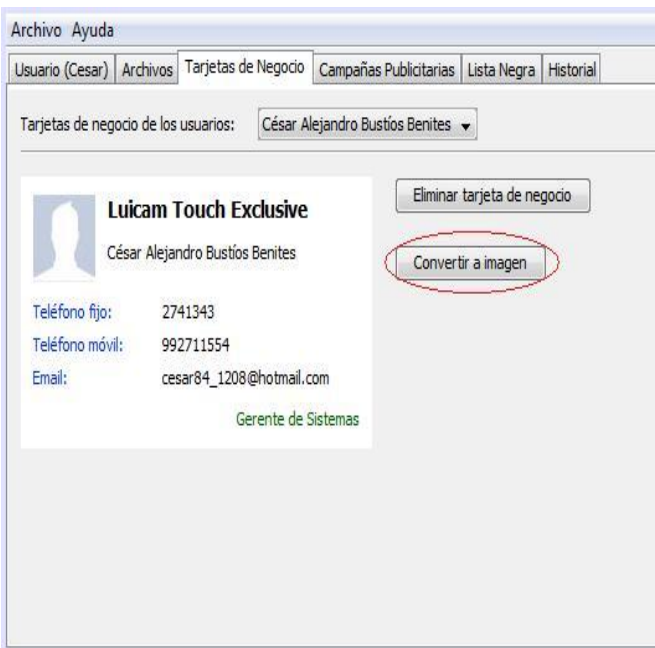 Archivo Ayuda
Usuario (Cesar) Archivos Tarjetas de Negocio Campañas Publicitarias Lista Negra Historial
Tarjetas de negocio de los usuarios: César Alejandro Bustíos Benites
Luicam Touch Exclusive
César Alejandro Bustíos Benites
Teléfono fijo: 2741343
Teléfono móvil: 992711554
Email: cesar84_1208@hotmail.com
Gerente de Sistemas
Eliminar tarjeta de negocio
Convertir a imagen